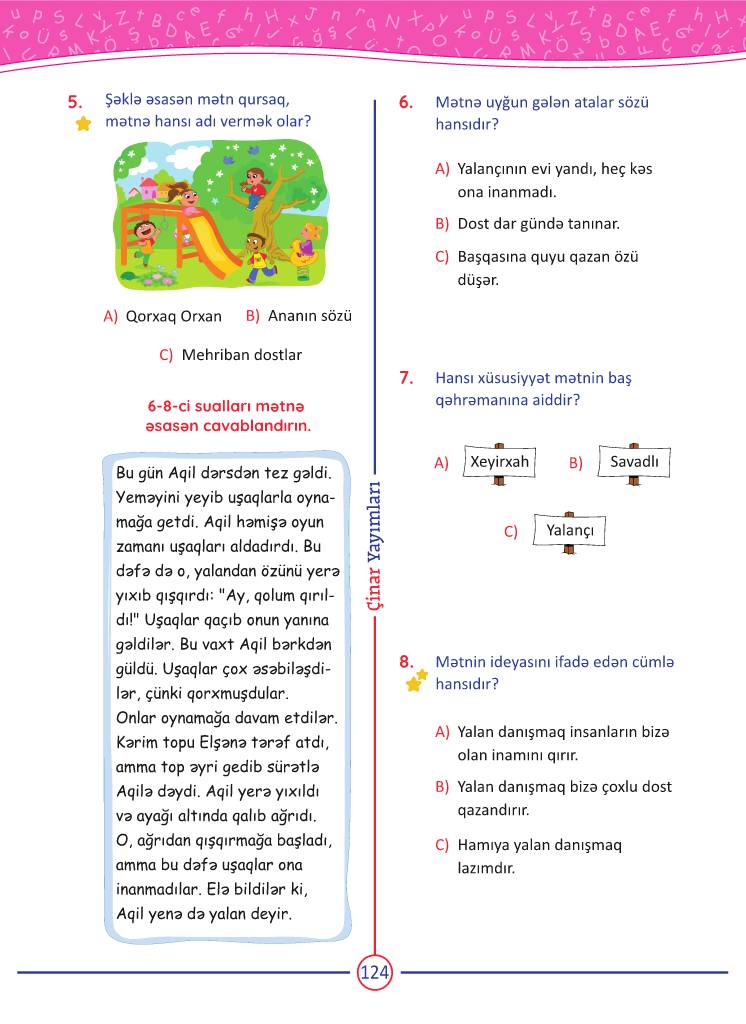 5.
Şəklə əsasən mətn qursaq,
mətnə hansı adı vermək olar?
A) Qorxaq Orxan
B) Ananın sözü
C) Mehriban dostlar
6-8-ci sualları mətnə
əsasən cavablandırın.
Bu gün Aqil dərsdən tez gəldi.
Yeməyini yeyib uşaqlarla oyna-
mağa getdi. Aqil həmişə oyun
zamanı uşaqları aldadırdı. Bu
dəfə də o, yalandan özünü yerə
yıxıb qışqırdı: "Ay, qolum qırıl-
dı!" Uşaqlar qaçıb onun yanına
gəldilər. Bu vaxt Aqil bərkdən
güldü. Uşaqlar çox əsəbiləşdi-
lər, çünki qorxmuşdular.
Onlar oynamağa davam etdilər.
Kərim topu Elşənə tərəf atdı,
amma top əyri gedib sürətlə
Aqilə dəydi. Aqil yerə yıxıldı
və ayağı altında qalıb ağrıdı.
O, ağrıdan qışqırmağa başladı,
amma bu dəfə uşaqlar ona
inanmadılar. Elə bildilər ki,
Aqil yenə də yalan deyir.
Çinar Yayımları
6.
Mətnə uyğun gələn atalar sözü
hansıdır?
A) Yalançının evi yandı, heç kəs
ona inanmadı.
B) Dost dar gündə tanınar.
C) Başqasına quyu qazan özü
düşər.
7.
Hansı xüsusiyyət mətnin baş
qəhrəmanına aiddir?
A) Xeyirxah
B) Savadlı
C) Yalançı
8.
Mətnin ideyasını ifadə edən cümlə
hansıdır?
A) Yalan danışmaq insanların bizə
olan inamını qırır.
B) Yalan danışmaq bizə çoxlu dost
qazandırır.
C) Hamıya yalan danışmaq
lazımdır.
124